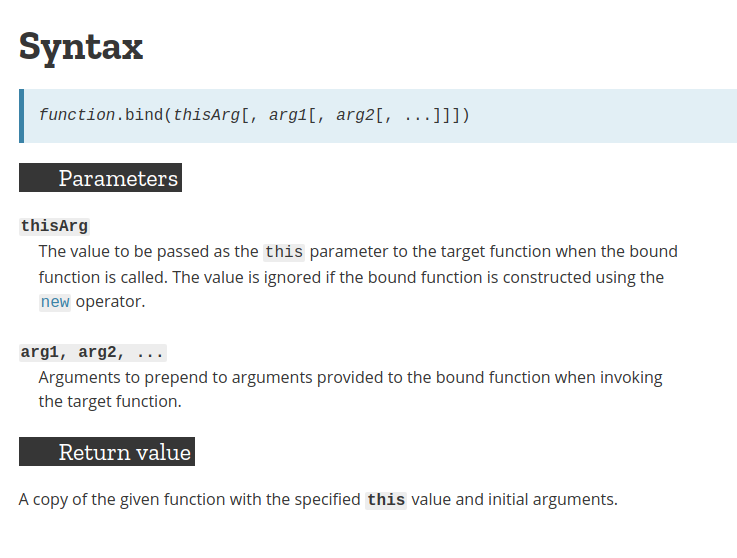 Syntax
function.bind(thisArg[, arg1[, arg2[, ...]]])
Parameters
thisArg
The value to be passed as the this parameter to the target function when the bound
function is called. The value is ignored if the bound function is constructed using the
new operator.
arg1, arg2, ...
Arguments to prepend to arguments provided to the bound function when invoking
the target function.
Return value
A copy of the given function with the specified this value and initial arguments.